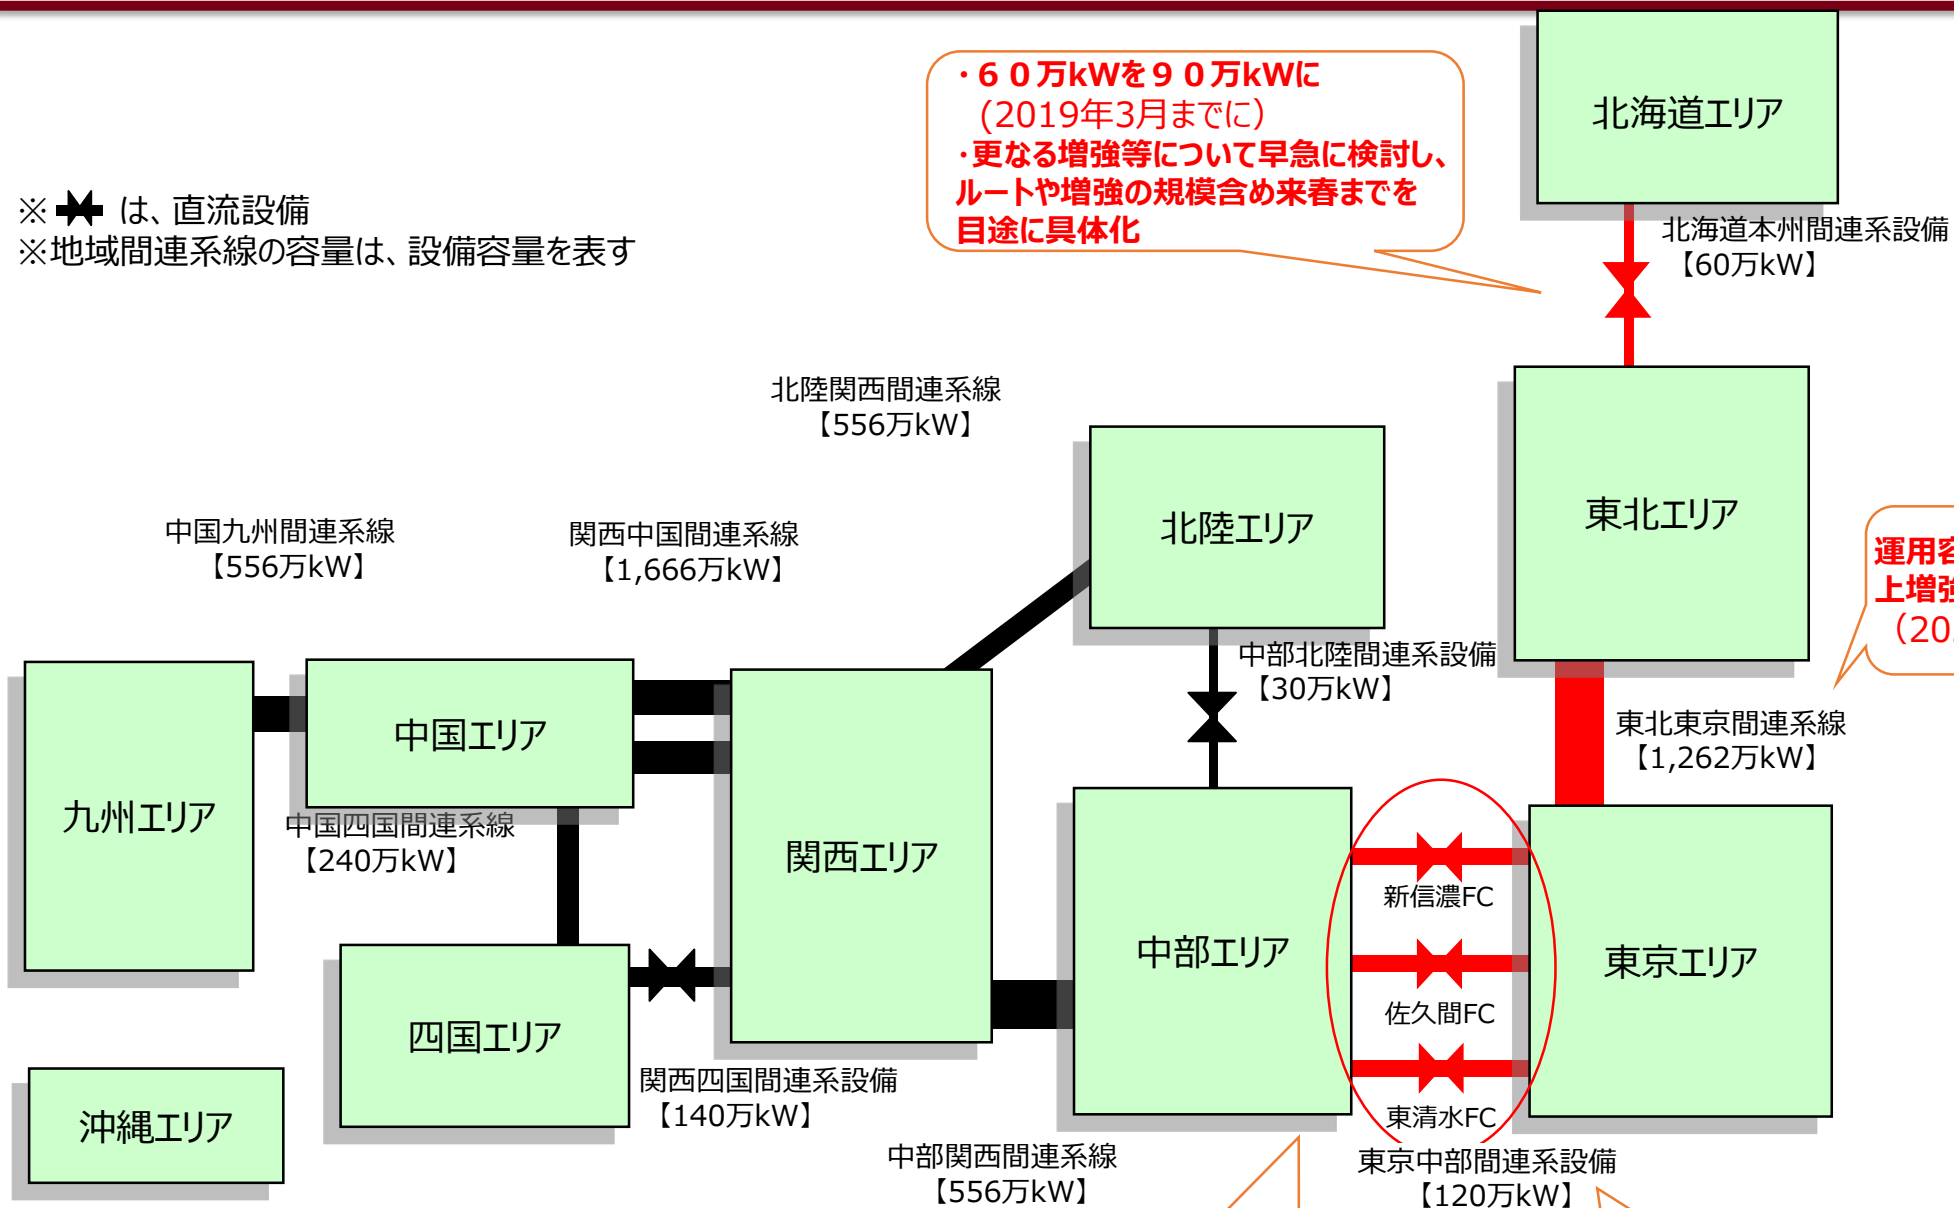 ・６０万kWを９０万kWに
(2019年3月までに）
・更なる増強等について早急に検討し、
ルートや増強の規模含め来春までを
目途に具体化
北海道エリア
※ は、直流設備
※地域間連系線の容量は、設備容量を表す
北海道本州間連系設備
【60万kW】
北陸関西間連系線
【556万kW】
東北エリア
北陸エリア
中国九州間連系線
【556万kW】
関西中国間連系線
【1,666万kW】
運用容
上増強
（20
中部北陸間連系設備
【30万kW】
東北東京間連系線
【1,262万kW】
中国エリア
九州エリア
中国四国間連系線
【240万kW】
関西エリア
新信濃FC
中部エリア
東京エリア
佐久間FC
四国エリア
関西四国間連系設備
【140万kW】
東清水FC
沖縄エリア
中部関西間連系線
【556万kW】
東京中部間連系設備
【120万kW】